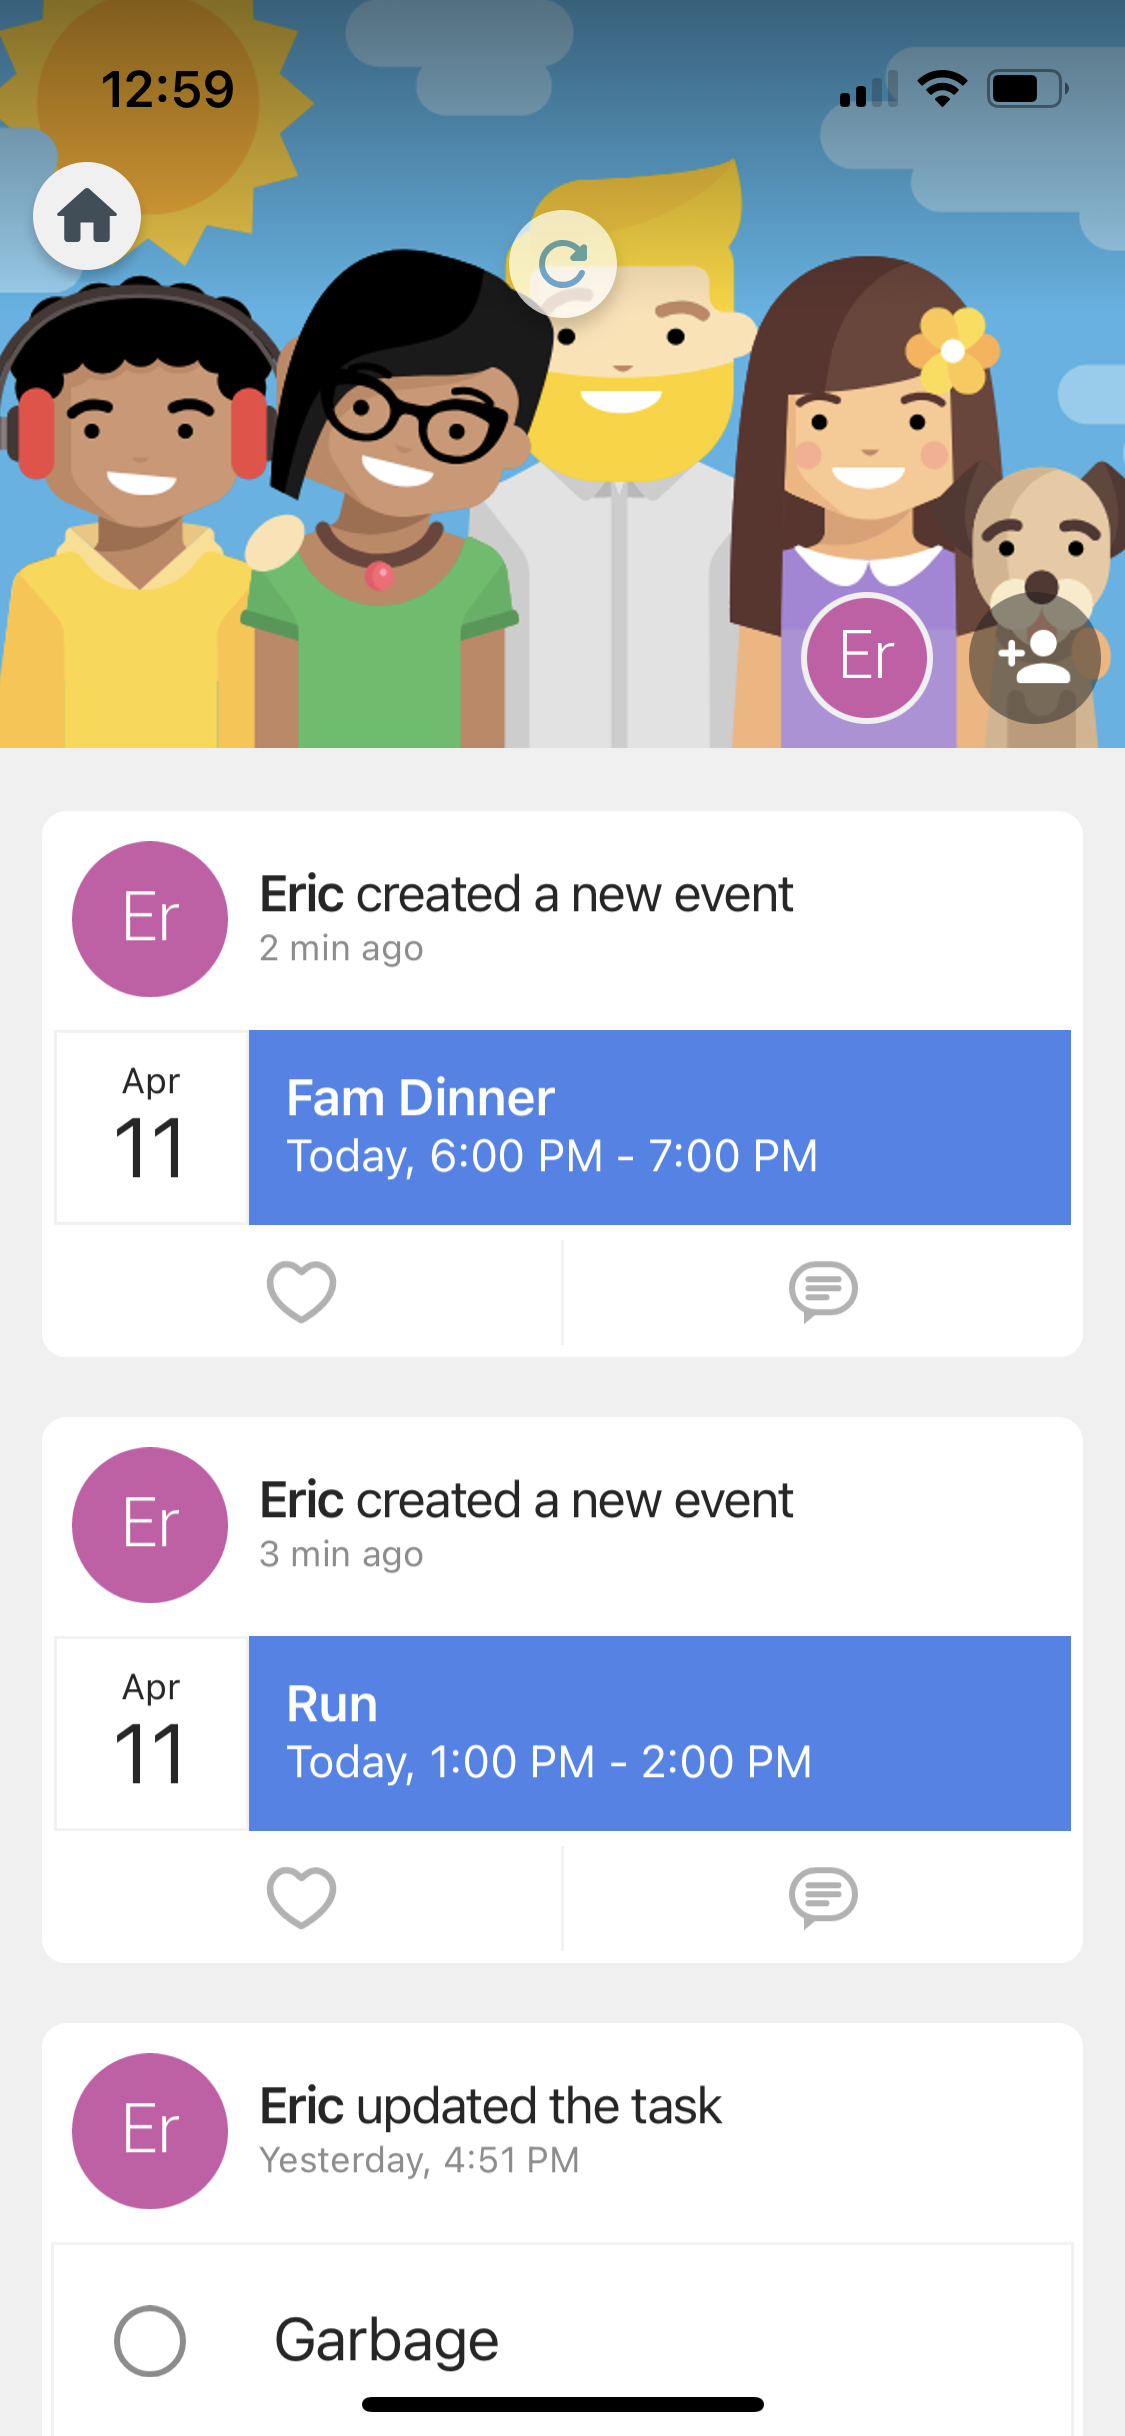 12:59
Er
Er
Eric created a new event
2 min ago
Apr
11
Fam Dinner
Today, 6:00 PM - 7:00 PM
Er
Eric created a new event
3 min ago
Apr
11
Run
Today, 1:00 PM - 2:00 PM
Er
Eric updated the task
Yesterday, 4:51 PM
Garbage